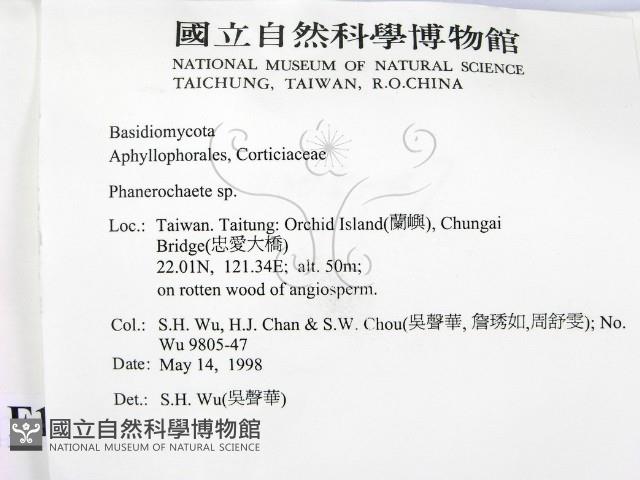 國立自然科學博物館
NATIONAL MUSEUM OF NATURAL SCIENCE
TAICHUNG, TAIWAN, R.O.CHINA
Basidiomycota
Aphyllophorales, Corticiaceae
Phanerochaete sp.
Loc.: Taiwan. Taitung: Orchid Island(蘭嶼), Chungai
Bridge(忠愛大橋)
22.01N, 121.34E; alt. 50m;
on rotten wood of angiosperm.
Col.: S.H. Wu, H.J. Chan & S.W. Chou(吳聲華, 詹琇如,周舒雯); No.
Wu 9805-47
Date: May 14, 1998
Det.: S.H. Wu(吳聲華)
國立自然科學博物館
NATIONAL MUSEUM OF NATURAL SCIENCE